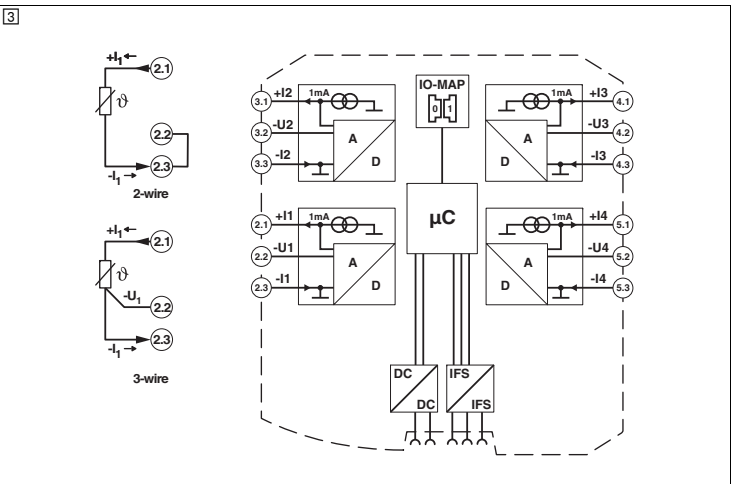 3
+I1
2.1
ϑ
2.2
2.3
-I1
2-wire
+I1
2.1
ϑ
-U1
2.2
2.3
-I1
3-wire
3.1 +I2 1mA
3.2 -U2 A
3.3 -I2 D
2.1 +I1 1mA
2.2 -U1 A
2.3 -I1 D
IO-MAP
0 1
µC
1mA +I3 4.1
A -U3 4.2
D -I3 4.3
1mA +I4 5.1
A -U4 5.2
D -I4 5.3
DC
DC
IFS
IFS